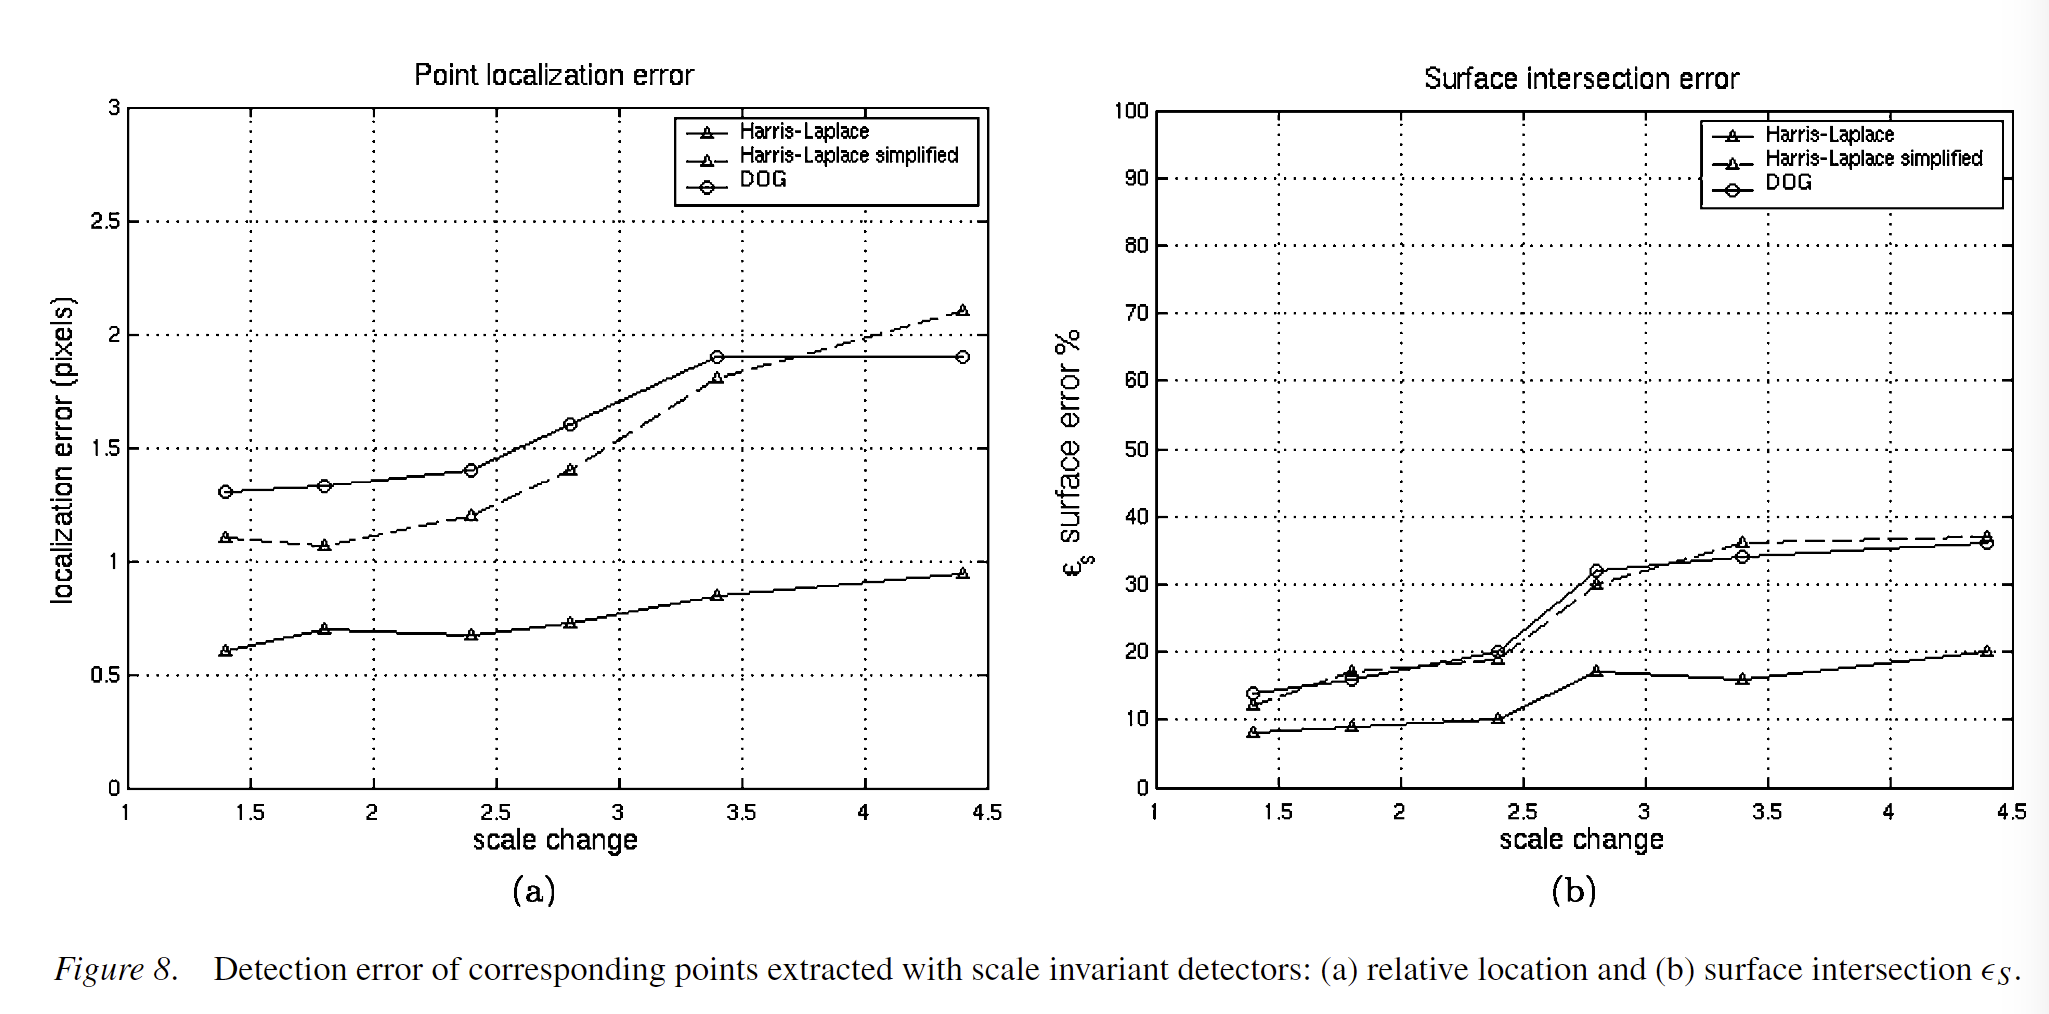 Point localization error
3
2.5
2
1.5
1
0.5
0
localization error (pixels)
Harris-Laplace
Harris-Laplace simplified
DOG
1 1.5 2 2.5 3 3.5 4 4.5
scale change
(a)
Surface intersection error
100
90
80
70
60
50
40
30
20
10
0
ϵs surface error %
Harris-Laplace
Harris-Laplace simplified
DOG
1 1.5 2 2.5 3 3.5 4 4.5
scale change
(b)
Figure 8. Detection error of corresponding points extracted with scale invariant detectors: (a) relative location and (b) surface intersection ϵS.